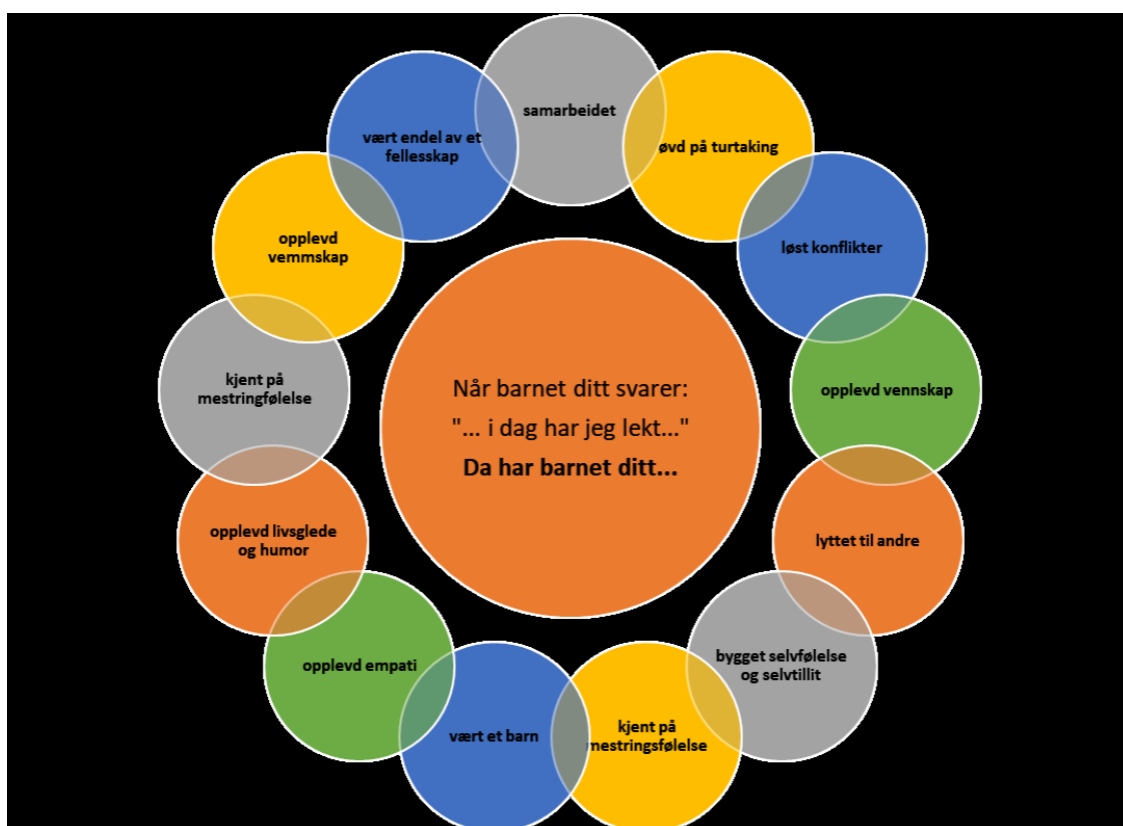 Når barnet ditt svarer:
"... i dag har jeg lekt..."
Da har barnet ditt...
samarbeidet
øvd på turtaking
løst konflikter
opplevd vennskap
lyttet til andre
bygget selvfølelse
og selvtillit
kjent på
mestringsfølelse
vært et barn
opplevd empati
opplevd livsglede
og humor
kjent på
mestringfølelse
opplevd
vemmskap
vært endel av et
fellesskap